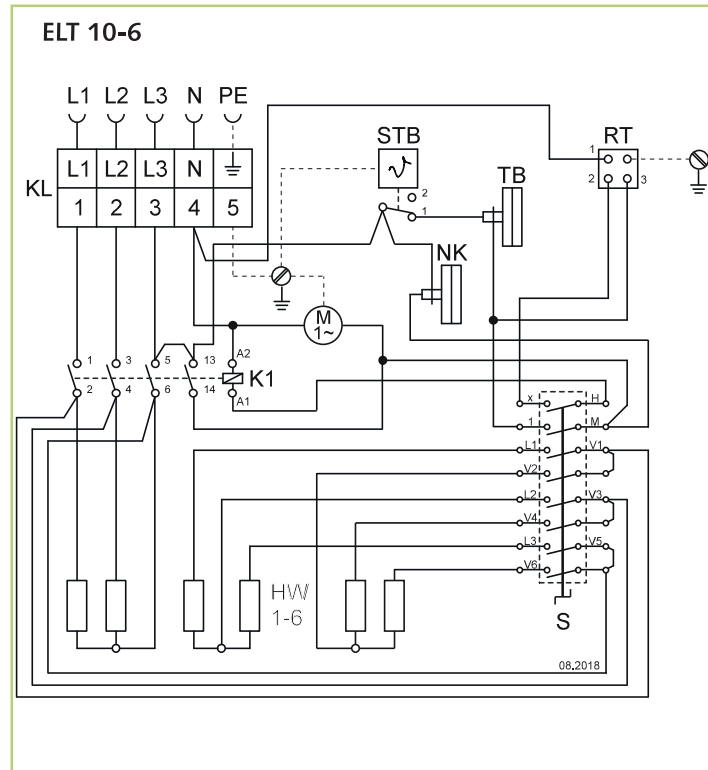 ELT 10-6
L1 L2 L3 N PE
L1 L2 L3 N
KL
1 2 3 4 5
STB
2
1
TB
NK
RT
1
2 3
M
1~
1 3 5 13
A2
K1
2 4 6 14
A1
x H
1 M
L1 V1
V2
L2 V3
V4
L3 V5
V6
HW
1-6
S
08.2018